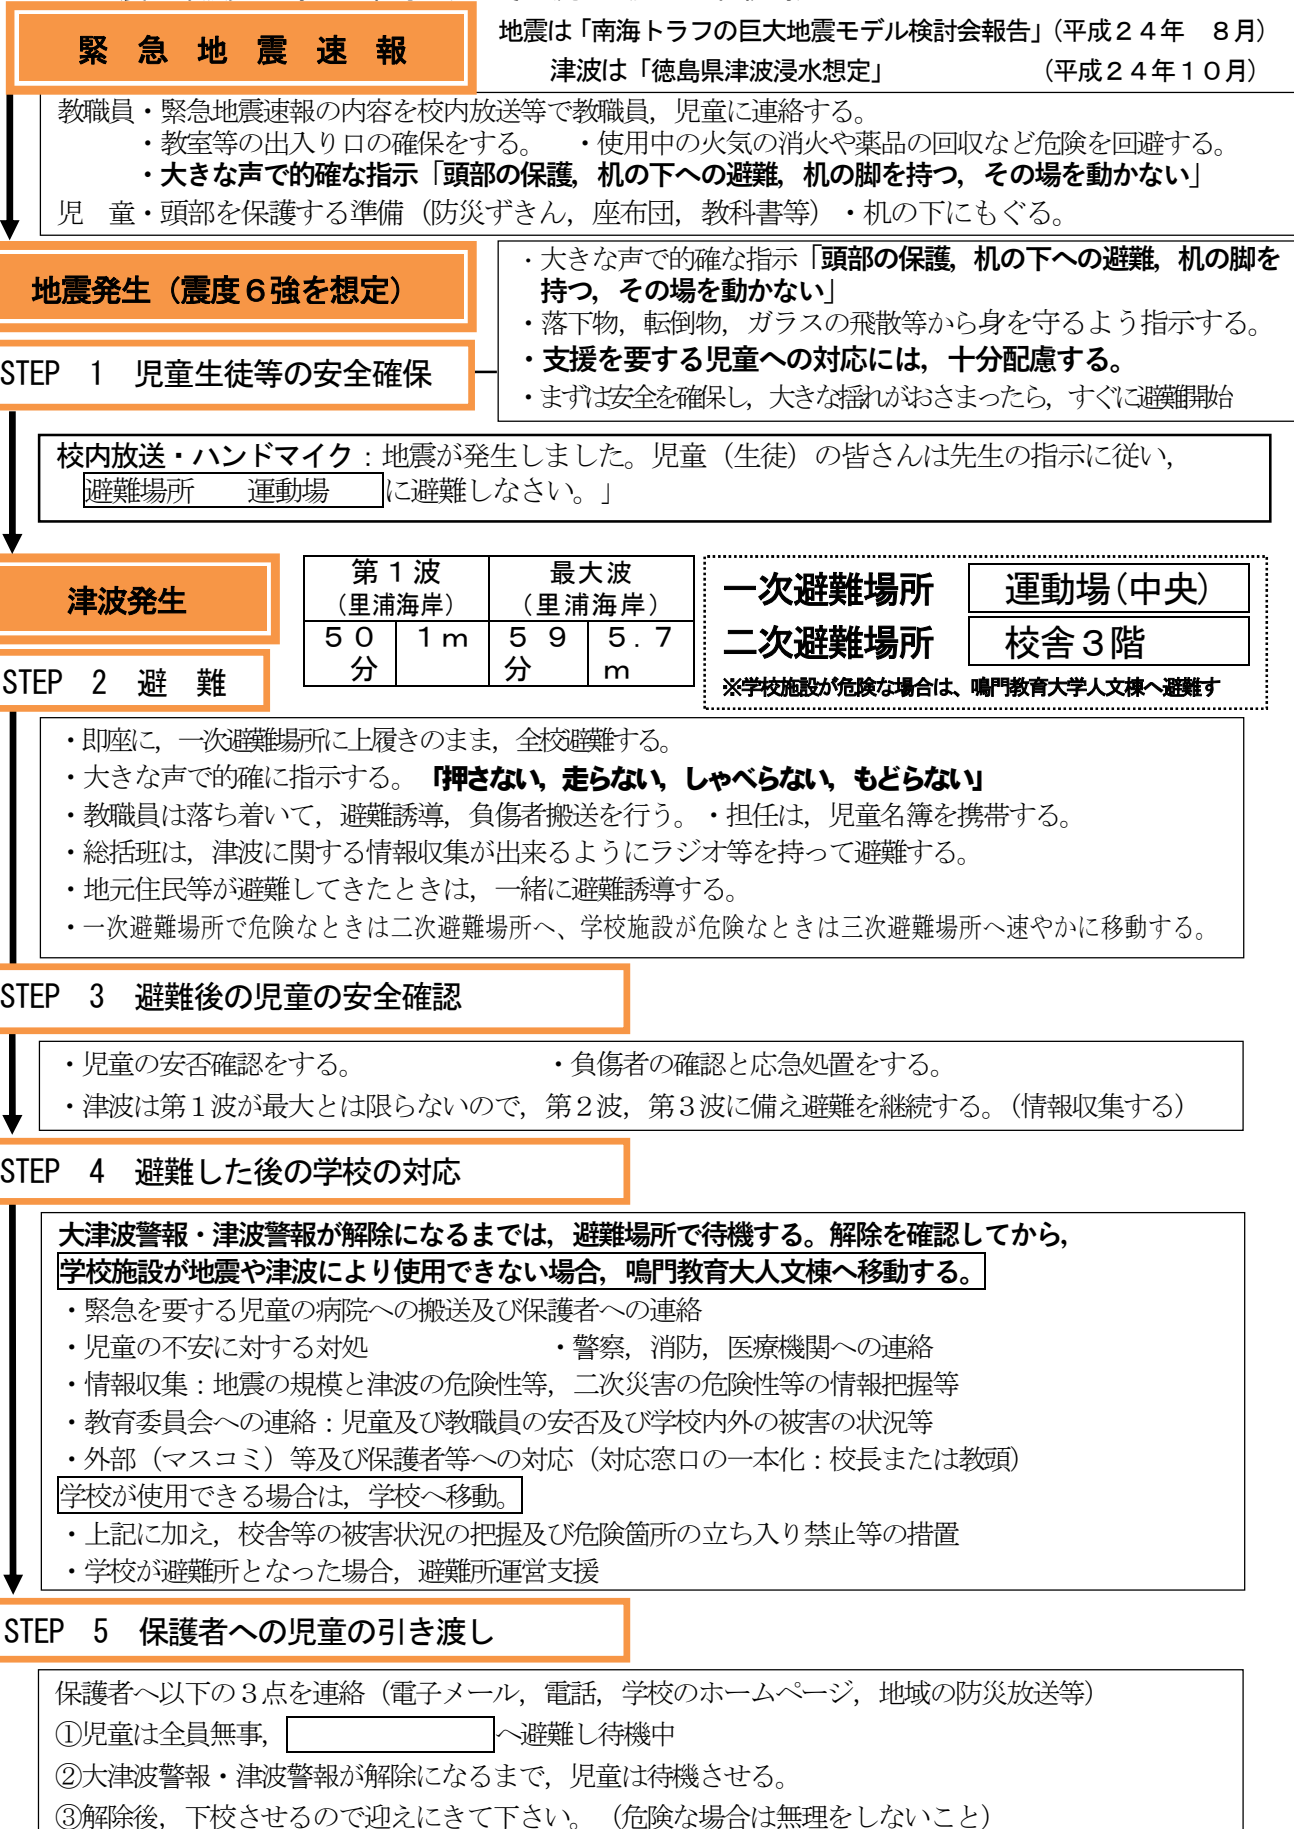 緊急地震速報
地震は「南海トラフの巨大地震モデル検討会報告」(平成２４年　８月)
津波は「徳島県津波浸水想定」　　　　　　(平成２４年１０月)
教職員・緊急地震速報の内容を校内放送等で教職員，児童に連絡する。
・教室等の出入り口の確保をする。　・使用中の火気の消火や薬品の回収など危険を回避する。
・大きな声で的確な指示「頭部の保護，机の下への避難，机の脚を持つ，その場を動かない」
児　童・頭部を保護する準備（防災ずきん，座布団，教科書等）・机の下にもぐる。
地震発生（震度６強を想定）
STEP　1　児童生徒等の安全確保
・大きな声で的確な指示「頭部の保護，机の下への避難，机の脚を
持つ，その場を動かない」
・落下物，転倒物，ガラスの飛散等から身を守るよう指示する。
・支援を要する児童への対応には，十分配慮する。
・まずは安全を確保し，大きな揺れがおさまったら，すぐに避難開始
校内放送・ハンドマイク：地震が発生しました。児童（生徒）の皆さんは先生の指示に従い，
避難場所　　運動場　　に避難しなさい。」
津波発生
STEP　2　避　難
第１波　最大波
（里浦海岸）　（里浦海岸）
５０　１ｍ　５９　５．７
分　分　ｍ
一次避難場所　運動場(中央)
二次避難場所　校舎３階
※学校施設が危険な場合は、鳴門教育大学人文棟へ避難す
・即座に，一次避難場所に上履きのまま，全校避難する。
・大きな声で的確に指示する。「押さない，走らない，しゃべらない，もどらない」
・教職員は落ち着いて，避難誘導，負傷者搬送を行う。・担任は，児童名簿を携帯する。
・総括班は，津波に関する情報収集が出来るようにラジオ等を持って避難する。
・地元住民等が避難してきたときは，一緒に避難誘導する。
・一次避難場所で危険なときは二次避難場所へ、学校施設が危険なときは三次避難場所へ速やかに移動する。
STEP　3　避難後の児童の安全確認
・児童の安否確認をする。　　　　　　　・負傷者の確認と応急処置をする。
・津波は第１波が最大とは限らないので，第２波，第３波に備え避難を継続する。（情報収集する）
STEP　4　避難した後の学校の対応
大津波警報・津波警報が解除になるまでは，避難場所で待機する。解除を確認してから，
学校施設が地震や津波により使用できない場合，鳴門教育大人文棟へ移動する。
・緊急を要する児童の病院への搬送及び保護者への連絡
・児童の不安に対する対処　　　　　　　・警察，消防，医療機関への連絡
・情報収集：地震の規模と津波の危険性等，二次災害の危険性等の情報把握等
・教育委員会への連絡：児童及び教職員の安否及び学校内外の被害の状況等
・外部（マスコミ）等及び保護者等への対応（対応窓口の一本化：校長または教頭）
学校が使用できる場合は，学校へ移動。
・上記に加え，校舎等の被害状況の把握及び危険箇所の立ち入り禁止等の措置
・学校が避難所となった場合，避難所運営支援
STEP　5　保護者への児童の引き渡し
保護者へ以下の３点を連絡（電子メール，電話，学校のホームページ，地域の防災放送等）
①児童は全員無事，　　　　　　　　へ避難し待機中
②大津波警報・津波警報が解除になるまで，児童は待機させる。
③解除後，下校させるので迎えにきて下さい。（危険な場合は無理をしないこと）